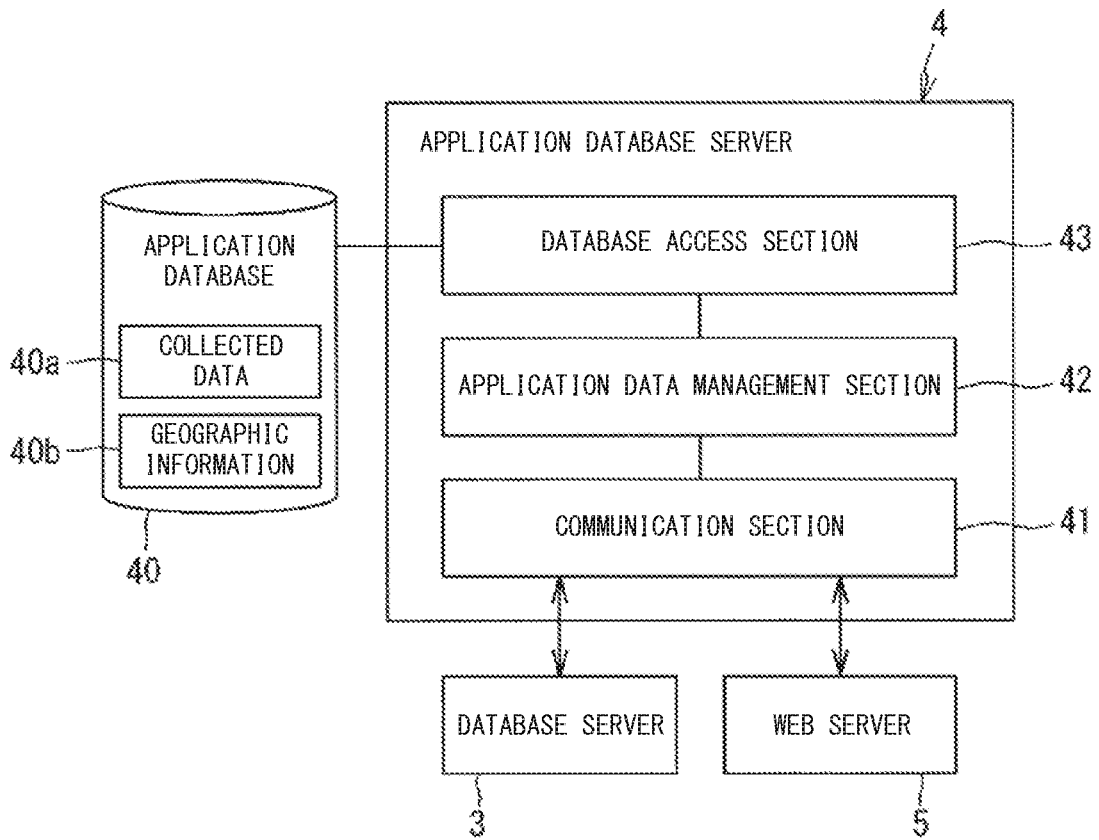 4
APPLICATION DATABASE SERVER
APPLICATION
DATABASE
DATABASE ACCESS SECTION
43
40a
COLLECTED
DATA
APPLICATION DATA MANAGEMENT SECTION
42
40b
GEOGRAPHIC
INFORMATION
COMMUNICATION SECTION
41
40
DATABASE SERVER
WEB SERVER
3
5